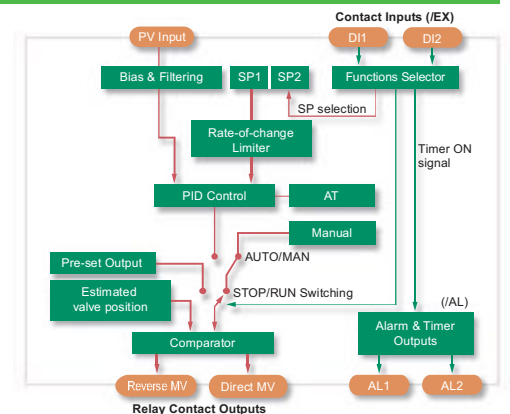 Contact Inputs (/EX)
PV Input
DI1
DI2
Bias & Filtering
SP1
SP2
Functions Selector
SP selection
Rate-of-change
Limiter
Timer ON
signal
PID Control
AT
Manual
AUTO/MAN
Pre-set Output
Estimated
valve position
STOP/RUN Switching
(/AL)
Comparator
Alarm & Timer
Outputs
Reverse MV
Direct MV
AL1
AL2
Relay Contact Outputs